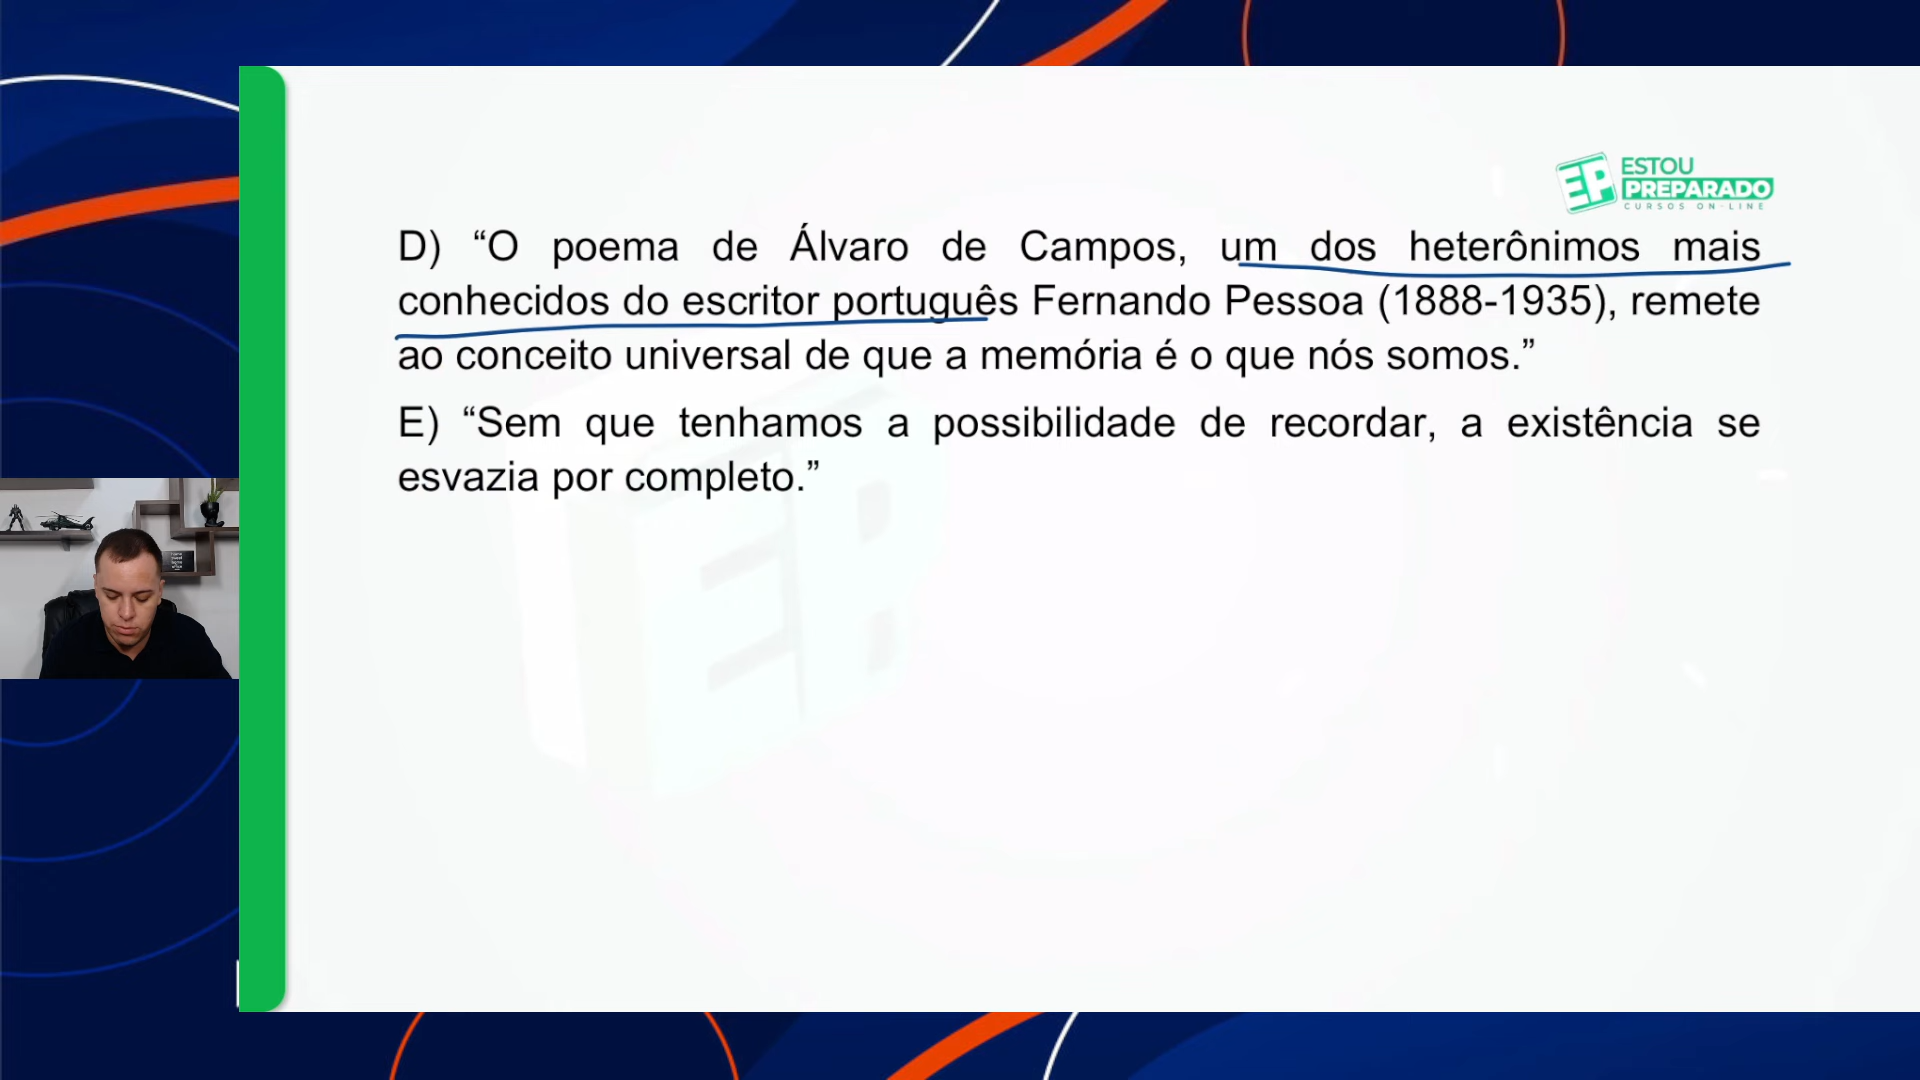 ESTOU
EP PREPARADO
CURSOS ON-LINE
D) “O poema de Álvaro de Campos, um dos heterônimos mais
conhecidos do escritor português Fernando Pessoa (1888-1935), remete
ao conceito universal de que a memória é o que nós somos.”
E) “Sem que tenhamos a possibilidade de recordar, a existência se
esvazia por completo.”
EP